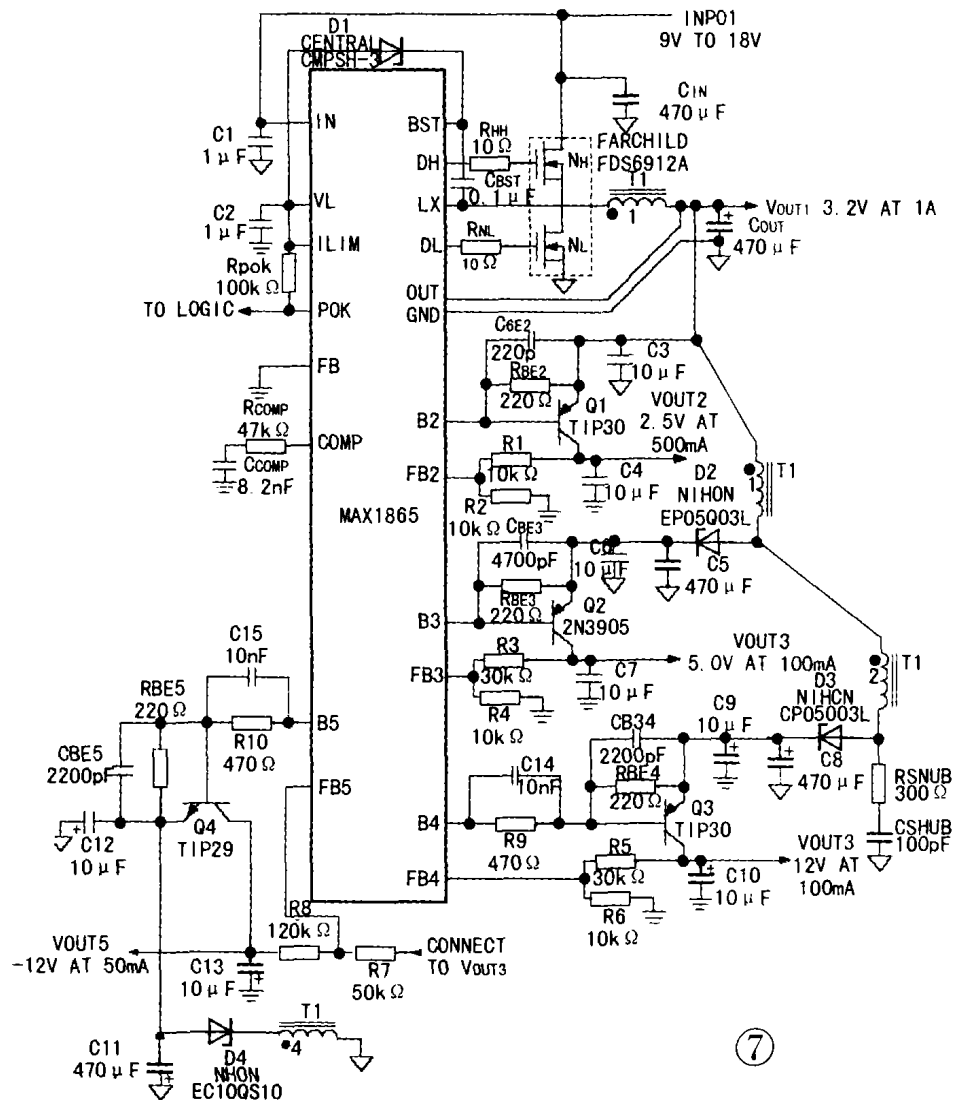 D1
CENTRAL
CMPSH-3
INPO1
9V TO 18V
CIN
470μF
IN
BST
RHH
10Ω
FARCHILD
FDS6912A
C1
1μF
DH
NH
CBST
0.1μF
T1
1
C2
1μF
VL
LX
VOUT1 3.2V AT 1A
COUT
470μF
ILIM
DL
RNL
10Ω
NL
Rpok
100kΩ
OUT
GND
TO LOGIC
POK
C6E2
220p
C3
10μF
FB
RBE2
220Ω
Q1
TIP30
VOUT2
2.5V AT
500mA
RCOMP
47kΩ
B2
COMP
CCOMP
8.2nF
R1
10kΩ
FB2
C4
10μF
D2
NIHON
EP05Q03L
1
T1
MAX1865
R2
10kΩ
CBE3
4700pF
C6
10μF
C5
470μF
RBE3
220Ω
Q2
2N3905
B3
C15
10nF
R3
30kΩ
VOUT3
5.0V AT 100mA
T1
2
FB3
C7
10μF
RBE5
220Ω
R4
10kΩ
D3
NIHCN
CP05003L
B5
R10
470Ω
CB34
2200pF
C9
10μF
CBE5
2200pF
C14
10nF
C8
470μF
RSNUB
300Ω
FB5
RBE4
220Ω
Q3
TIP30
B4
C12
10μF
Q4
TIP29
R9
470Ω
CSHUB
100pF
VOUT3
12V AT
100mA
R5
30kΩ
FB4
C10
10μF
R6
10kΩ
R8
120kΩ
VOUT5
-12V AT 50mA
CONNECT
TO VOUT3
C13
10μF
R7
50kΩ
T1
4
C11
470μF
D4
NHON
EC10QS10
⑦